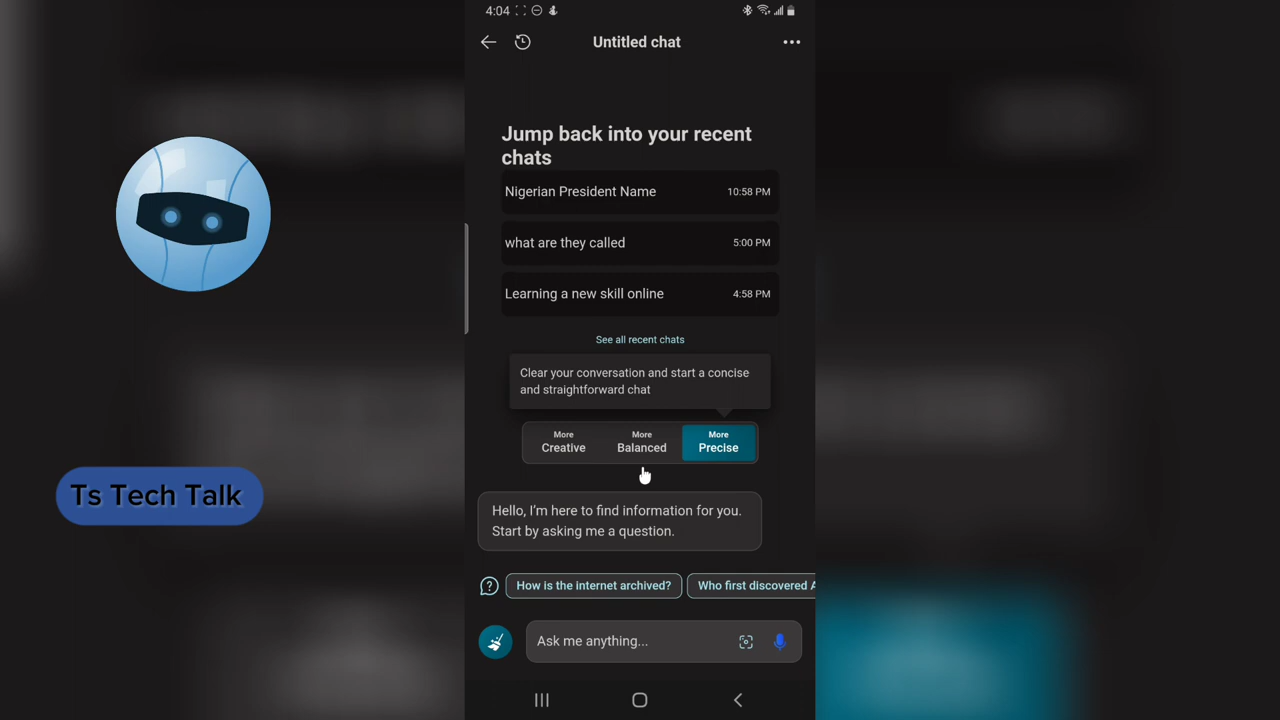 4:04
Untitled chat
Jump back into your recent
chats
Nigerian President Name 10:58 PM
what are they called 5:00 PM
Learning a new skill online 4:58 PM
See all recent chats
Clear your conversation and start a concise
and straightforward chat
More Creative
More Balanced
More Precise
Ts Tech Talk
Hello, I'm here to find information for you.
Start by asking me a question.
How is the internet archived?
Who first discovered A
Ask me anything...